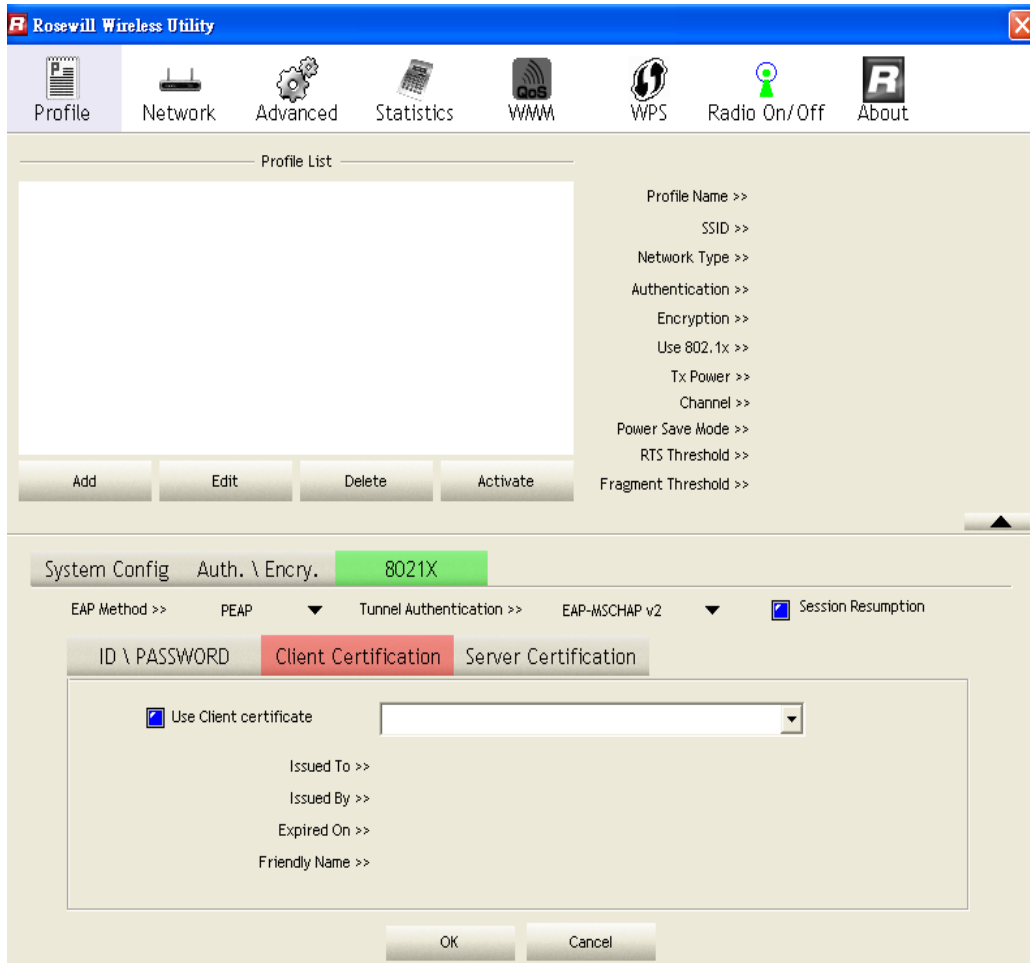 R Rosewill Wireless Utility
Profile Network Advanced Statistics QoS WMM WPS Radio On/Off R About
Profile List
Profile Name >>
SSID >>
Network Type >>
Authentication >>
Encryption >>
Use 802.1x >>
Tx Power >>
Channel >>
Power Save Mode >>
RTS Threshold >>
Fragment Threshold >>
Add Edit Delete Activate
System Config Auth. \ Encry. 8021X
EAP Method >> PEAP Tunnel Authentication >> EAP-MSCHAP v2 Session Resumption
ID \ PASSWORD Client Certification Server Certification
Use Client certificate
Issued To >>
Issued By >>
Expired On >>
Friendly Name >>
OK Cancel